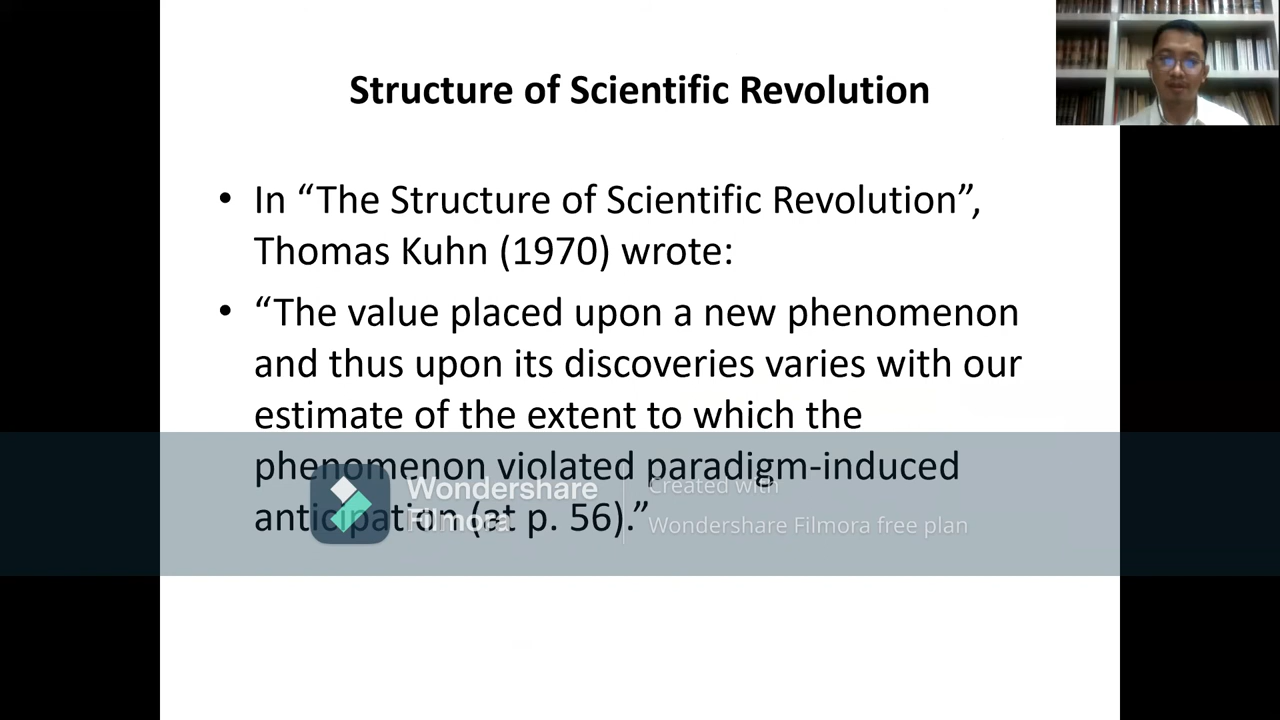 Structure of Scientific Revolution
• In “The Structure of Scientific Revolution”,
Thomas Kuhn (1970) wrote:
• “The value placed upon a new phenomenon
and thus upon its discoveries varies with our
estimate of the extent to which the
phenomenon violated paradigm-induced
anticipation (at p. 56).”
Wondershare
Filmora
Created with
Wondershare Filmora free plan